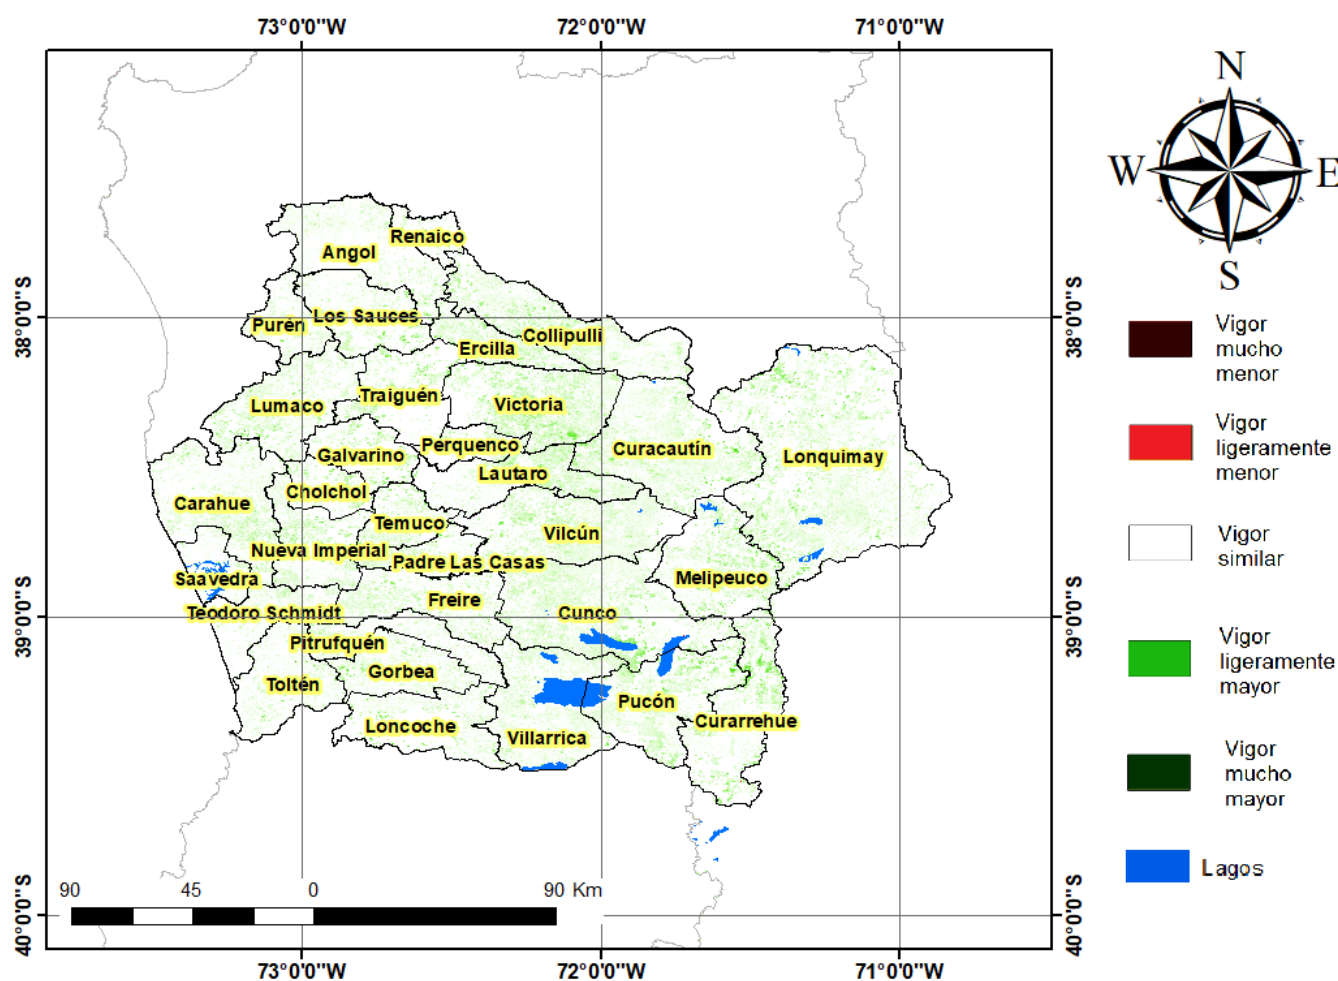 73°0'0"W 72°0'0"W 71°0'0"W
N
W E
S
38°0'0"S
38°0'0"S
39°0'0"S
39°0'0"S
40°0'0"S
40°0'0"S
Renaico
Angol
Los Sauces
Purén
Collipulli
Ercilla
Traiguén
Lumaco
Victoria
Perquenco
Curacautín
Galvarino
Lonquimay
Lautaro
Cholchol
Carahue
Temuco
Vilcún
Nueva Imperial
Padre Las Casas
Saavedra
Melipeuco
Freire
Teodoro Schmidt
Cunco
Pitrufquén
Gorbea
Toltén
Pucón
Curarrehue
Loncoche
Villarrica
90 45 0 90 Km
73°0'0"W 72°0'0"W 71°0'0"W
Vigor
mucho
menor
Vigor
ligeramente
menor
Vigor
similar
Vigor
ligeramente
mayor
Vigor
mucho
mayor
Lagos